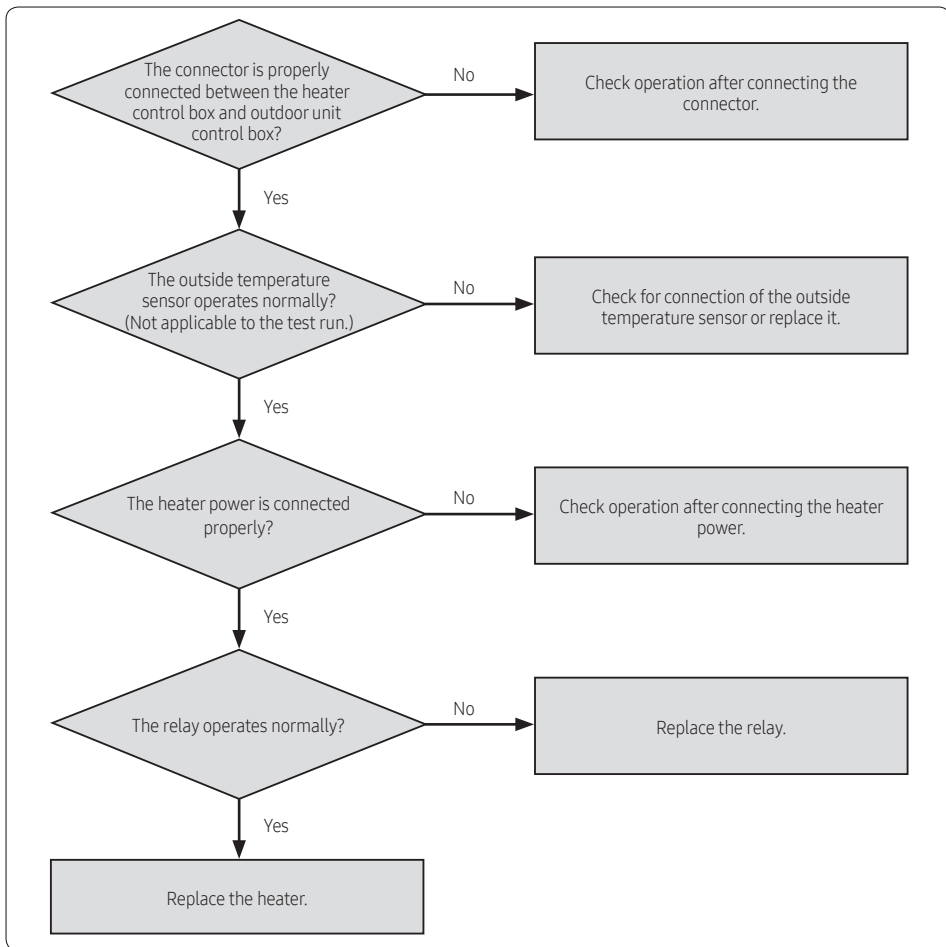 The connector is properly
connected between the heater
control box and outdoor unit
control box?
No
Check operation after connecting the
connector.
Yes
The outside temperature
sensor operates normally?
(Not applicable to the test run.)
No
Check for connection of the outside
temperature sensor or replace it.
Yes
The heater power is connected
properly?
No
Check operation after connecting the heater
power.
Yes
The relay operates normally?
No
Replace the relay.
Yes
Replace the heater.